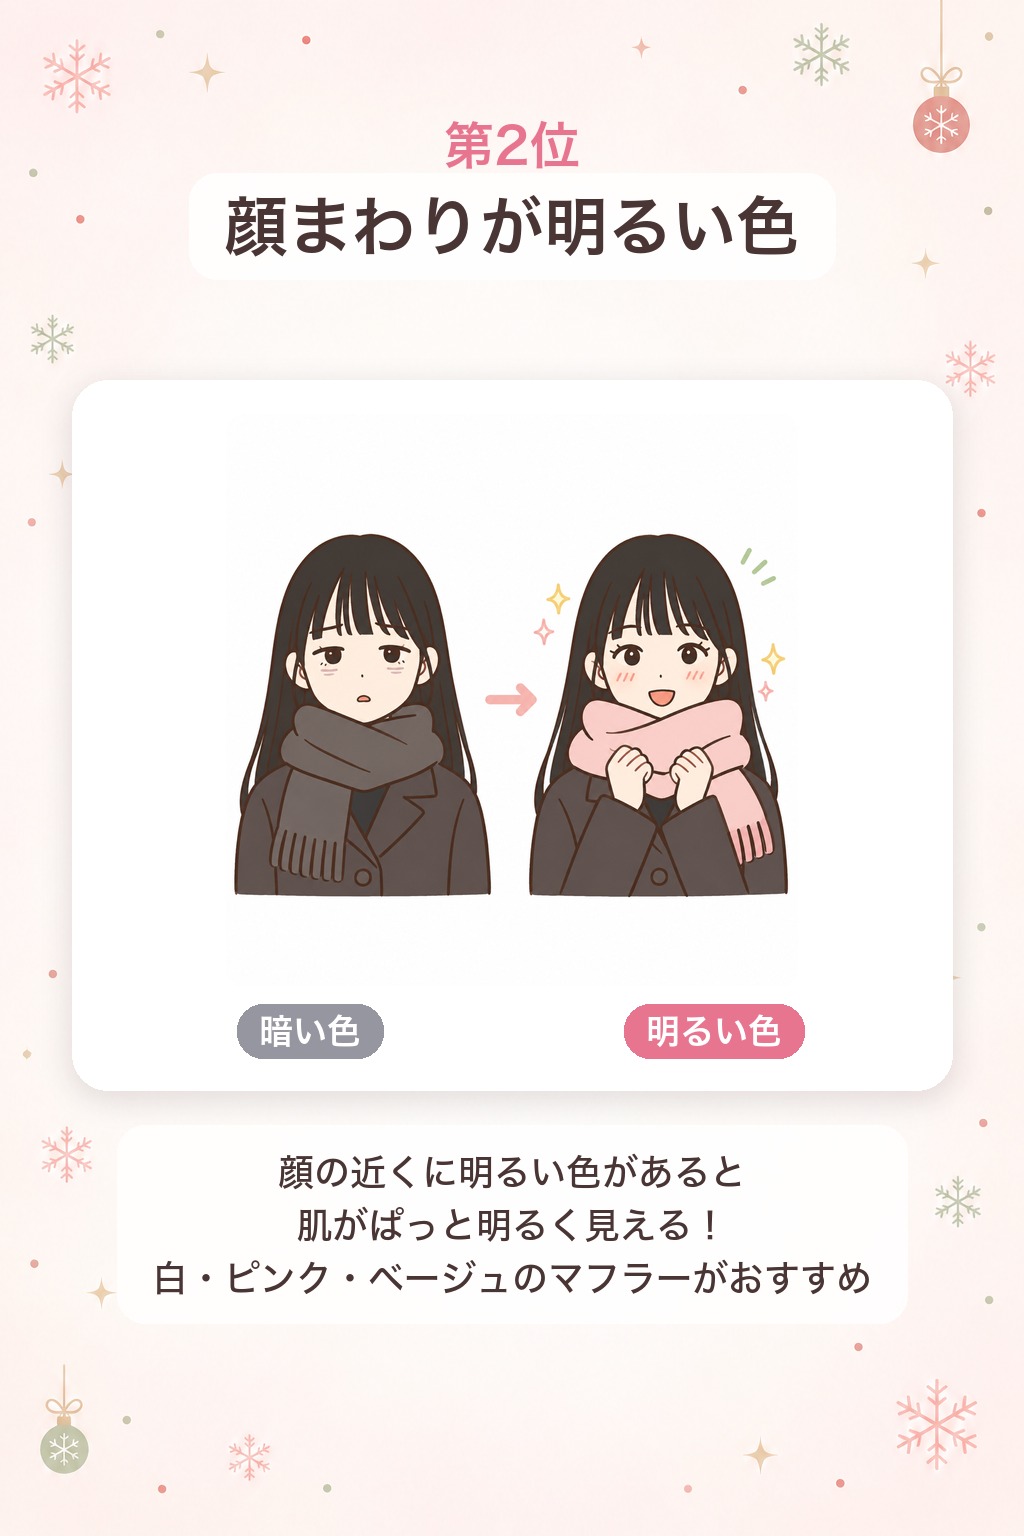 第2位
顔まわりが明るい色
暗い色
明るい色
顔の近くに明るい色があると
肌がぱっと明るく見える！
白・ピンク・ベージュのマフラーがおすすめ